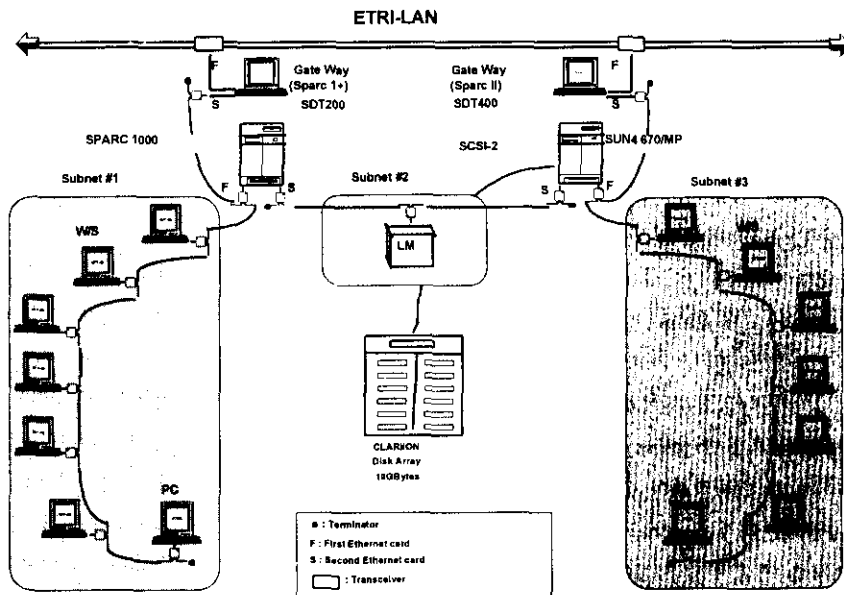 ETRI-LAN
F
Gate Way
(Sparc 1+)
SDT200
S
Gate Way
(Sparc II)
SDT400
F
S
SPARC 1000
SCSI-2
SUN4 670/MP
Subnet #1
F
S
Subnet #2
S
F
Subnet #3
W/S
LM
W/S
CLARiiON
Disk Array
PC
: Terminator
F : First Ethernet card
S : Second Ethernet card
: Transceiver